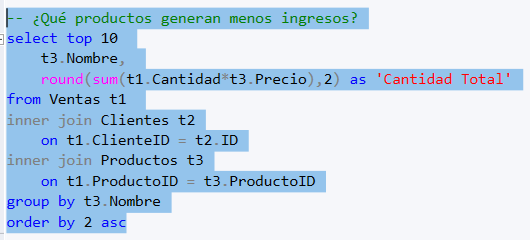 -- ¿Qué productos generan menos ingresos?
select top 10
t3.Nombre,
round(sum(t1.Cantidad*t3.Precio),2) as 'Cantidad Total'
from Ventas t1
inner join Clientes t2
on t1.ClienteID = t2.ID
inner join Productos t3
on t1.ProductoID = t3.ProductoID
group by t3.Nombre
order by 2 asc